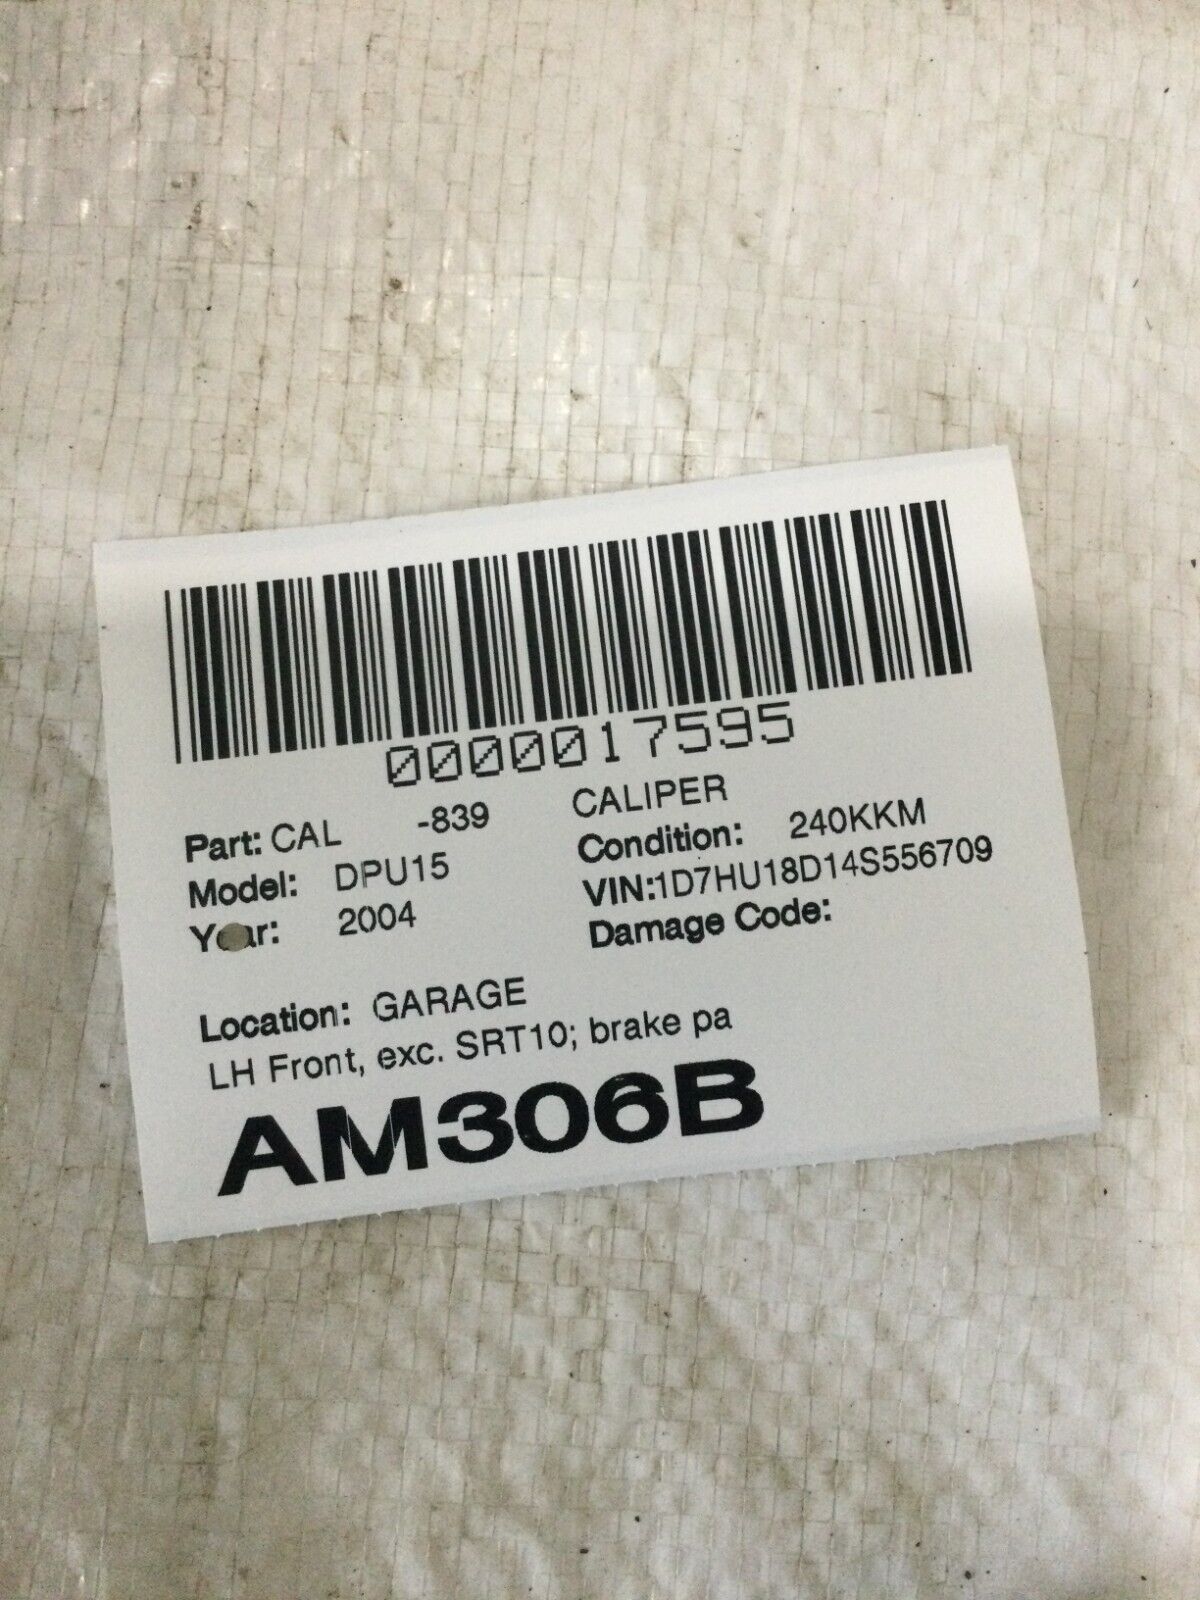 0000017595
Part: CAL -839 CALIPER
Model: DPU15 Condition: 240KKM
Year: 2004 VIN:1D7HU18D14S556709
Damage Code:
Location: GARAGE
LH Front, exc. SRT10; brake pa
AM306B